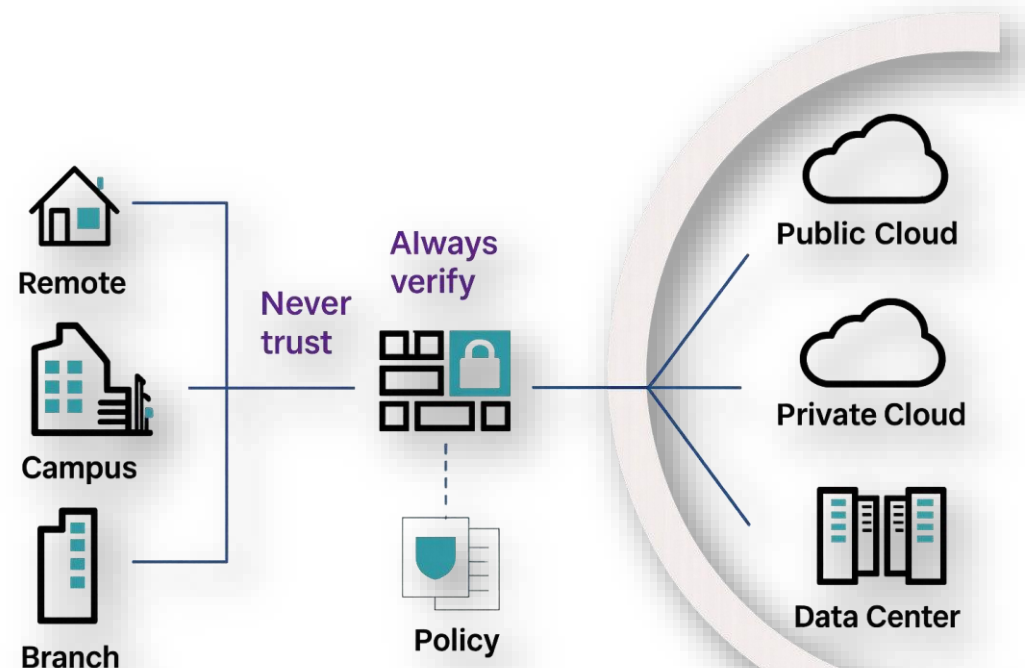 Remote
Campus
Branch
Never
trust
Always
verify
Policy
Public Cloud
Private Cloud
Data Center